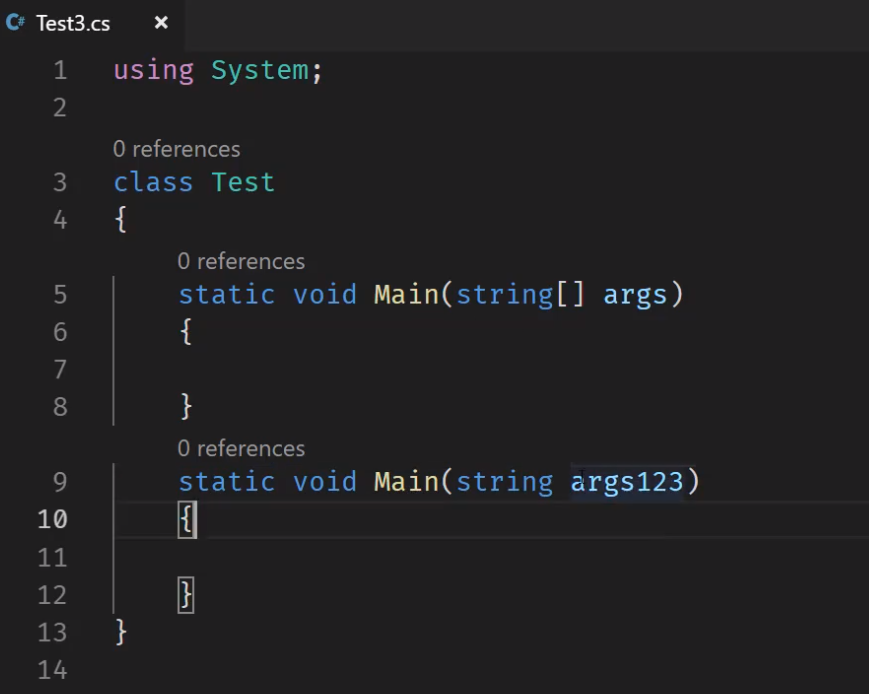 C# Test3.cs ×
1 using System;
2
0 references
3 class Test
4 {
0 references
5 static void Main(string[] args)
6 {
7
8 }
0 references
9 static void Main(string args123)
10 {
11
12 }
13 }
14